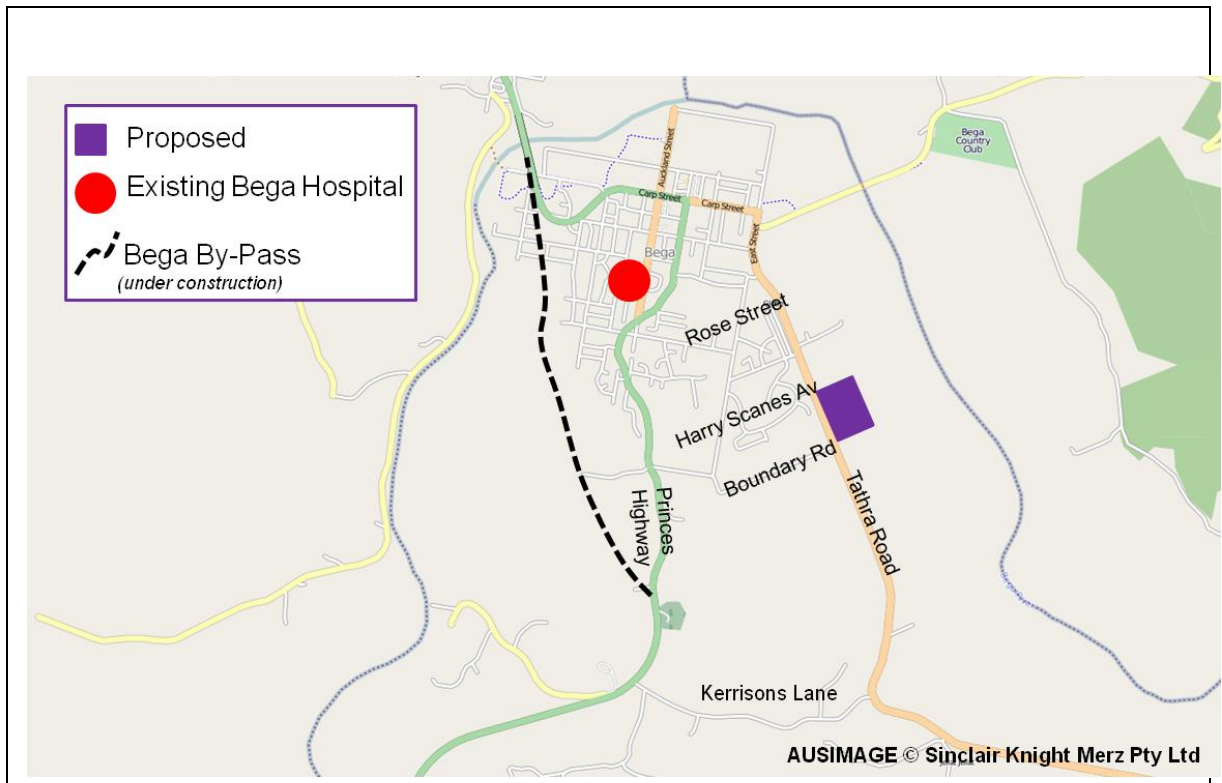 Proposed
Existing Bega Hospital
Bega By-Pass
(under construction)
Bega
Country
Club
Auckland Street
Carp Street
Carp Street
East Street
Bega
Rose Street
Harry Scanes Av
Boundary Rd
Princes
Highway
Tathra Road
Kerrisons Lane
AUSIMAGE © Sinclair Knight Merz Pty Ltd